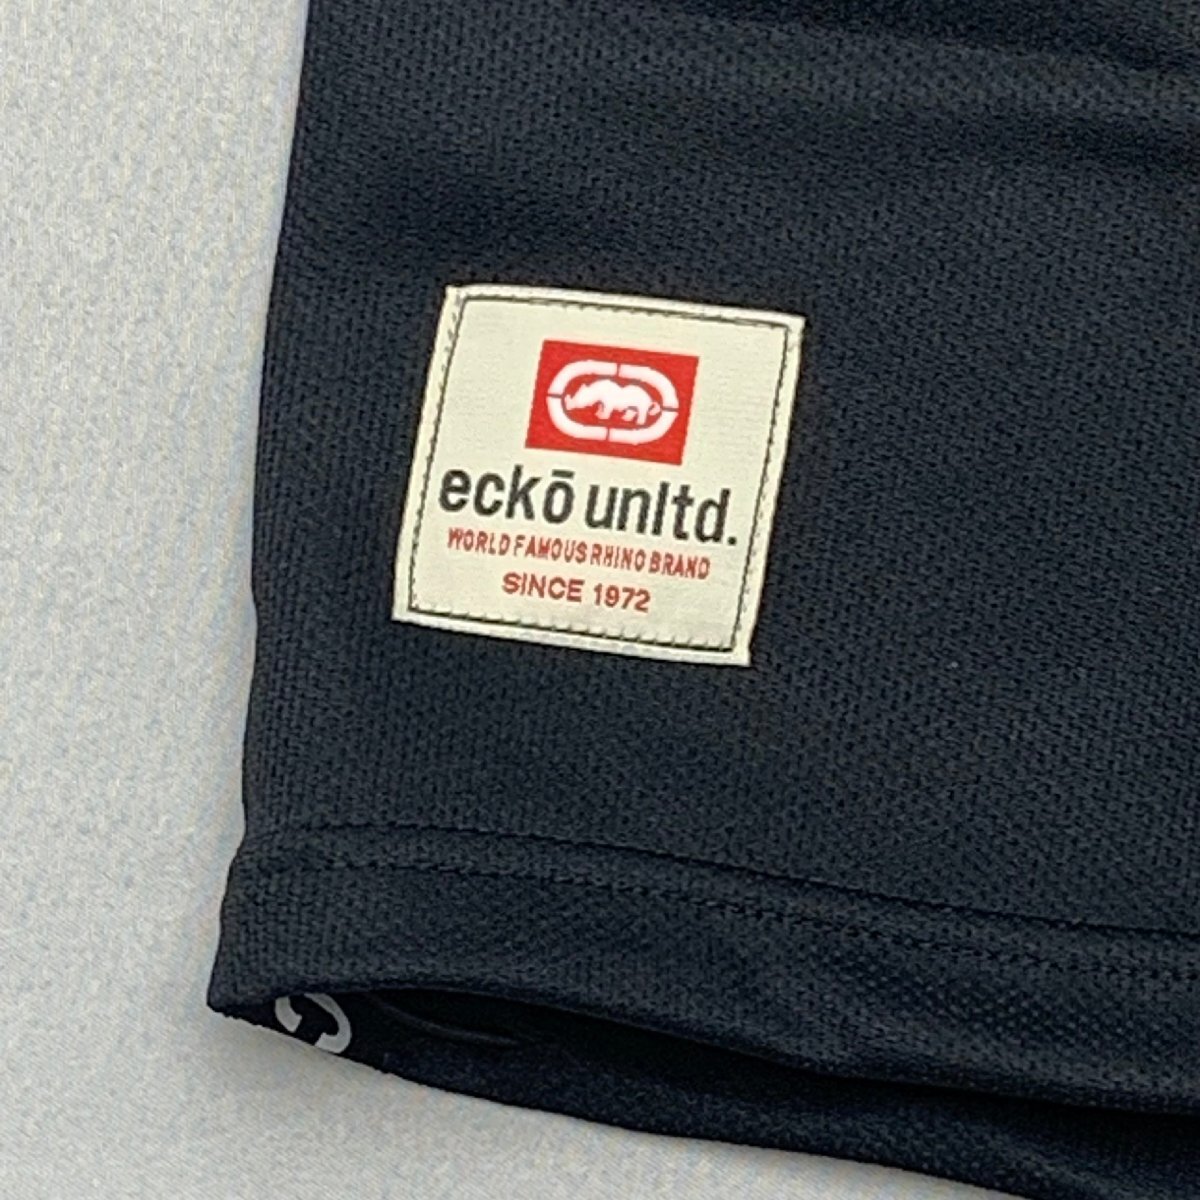 eckō unltd.
WORLD FAMOUS RHINO BRAND
SINCE 1972